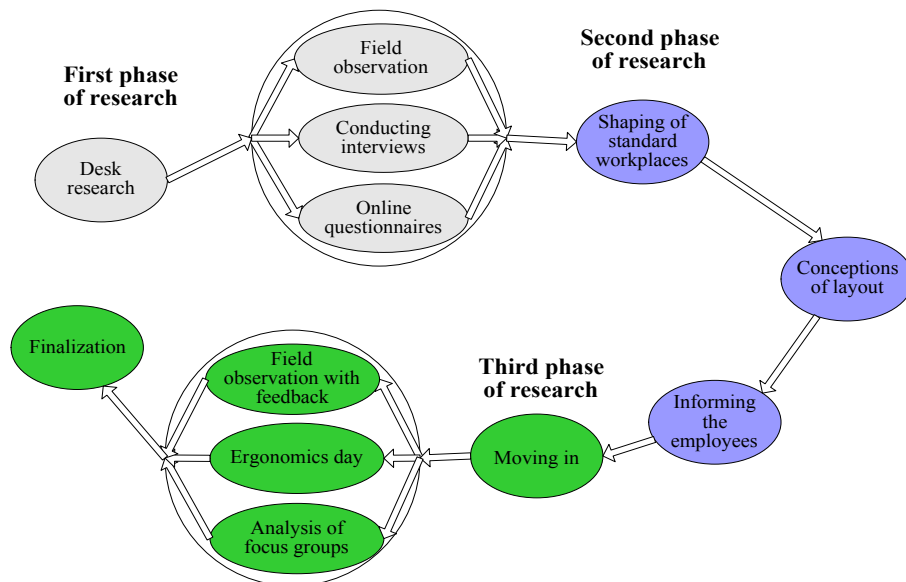 First phase
of research
Desk
research
Field
observation
Conducting
interviews
Online
questionnaires
Second phase
of research
Shaping of
standard
workplaces
Conceptions
of layout
Informing
the
employees
Third phase
of research
Moving in
Field
observation with
feedback
Ergonomics day
Analysis of
focus groups
Finalization